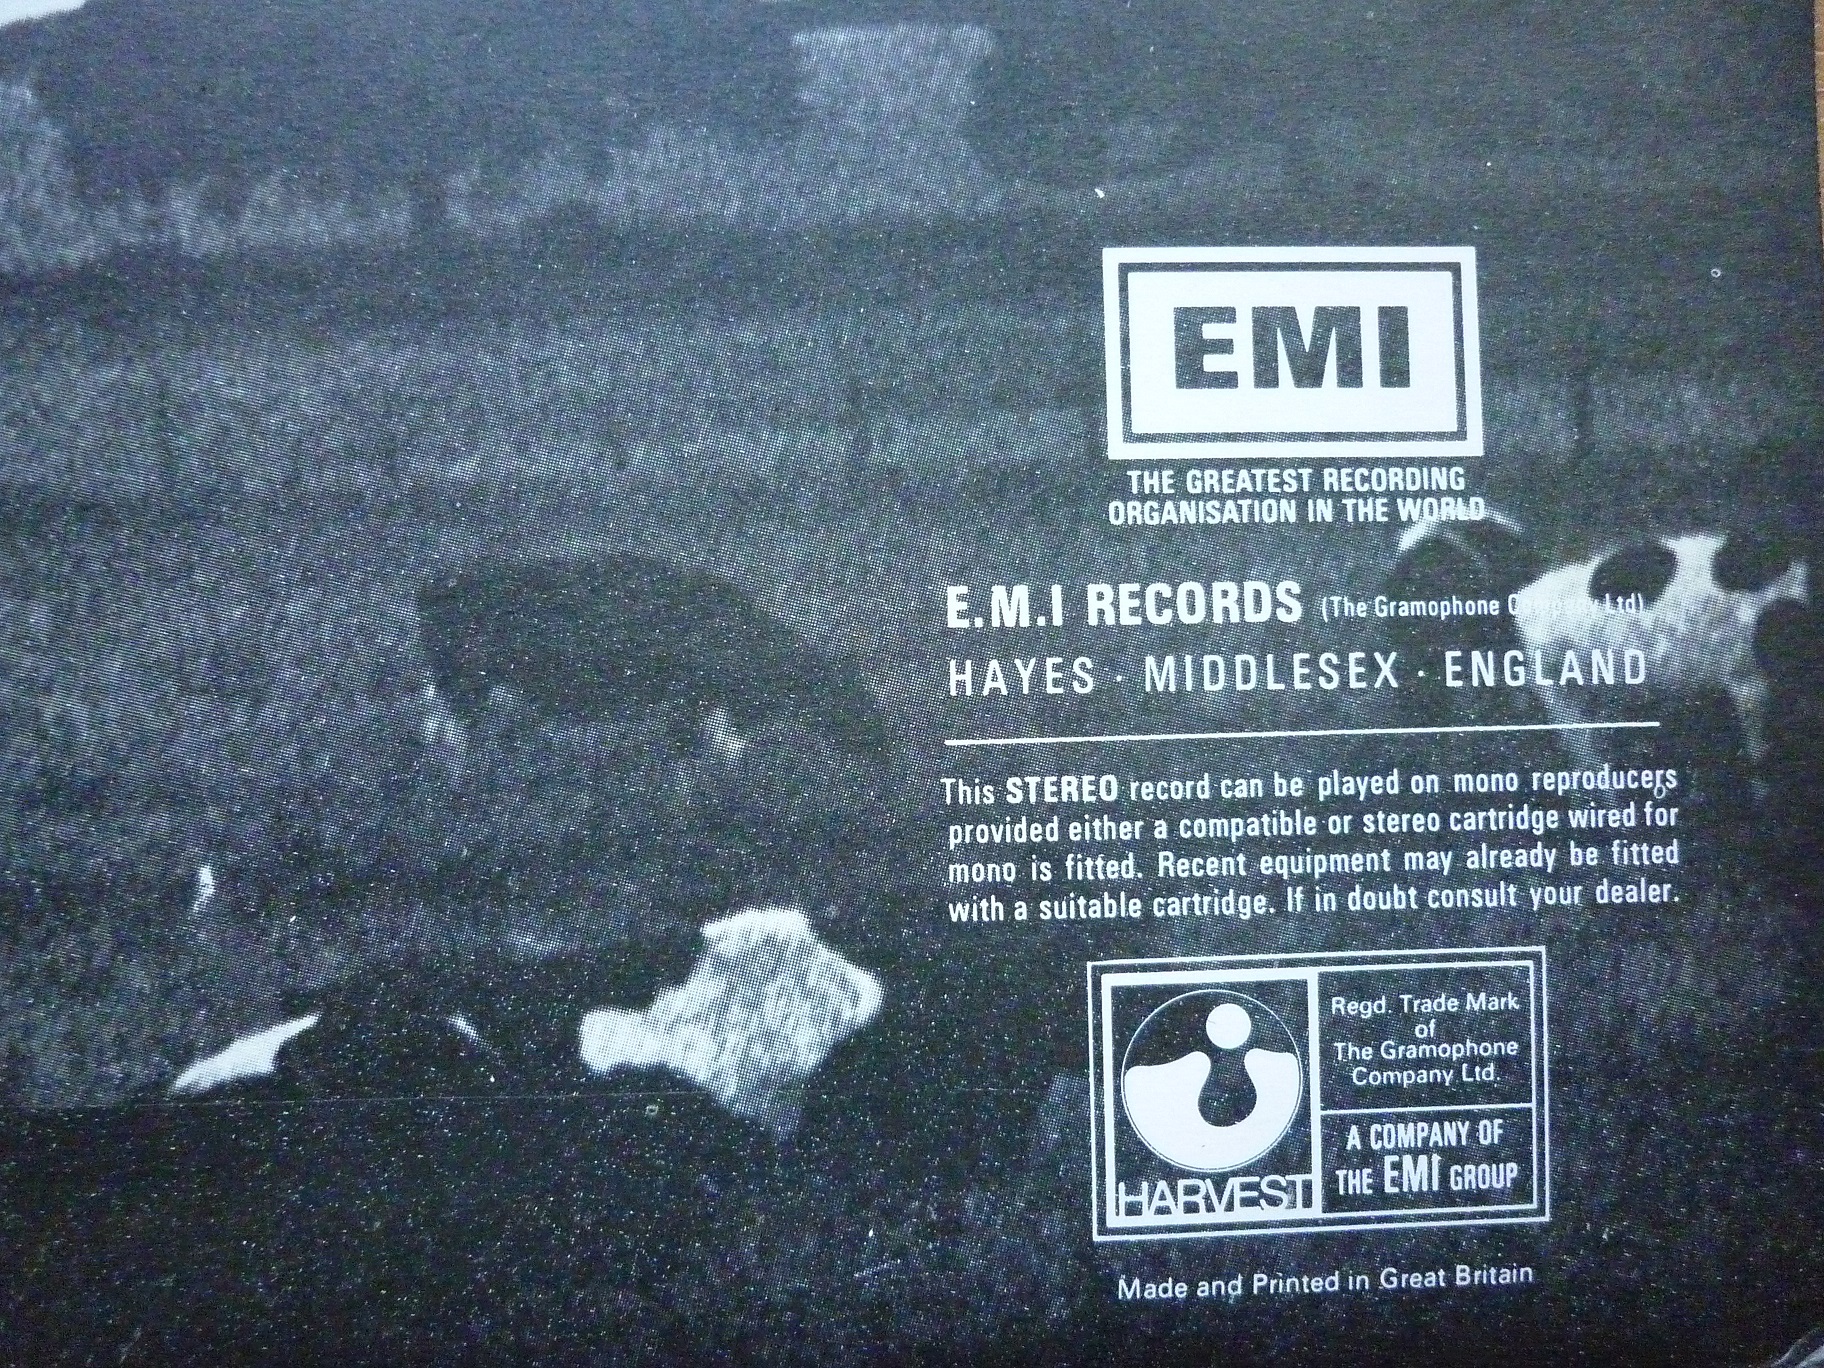 EMI
THE GREATEST RECORDING
ORGANISATION IN THE WORLD
E.M.I RECORDS (The Gramophone Company Ltd)
HAYES · MIDDLESEX · ENGLAND
This STEREO record can be played on mono reproducers
provided either a compatible or stereo cartridge wired for
mono is fitted. Recent equipment may already be fitted
with a suitable cartridge. If in doubt consult your dealer.
HARVEST
Regd. Trade Mark
of
The Gramophone
Company Ltd.
A COMPANY OF
THE EMI GROUP
Made and Printed in Great Britain